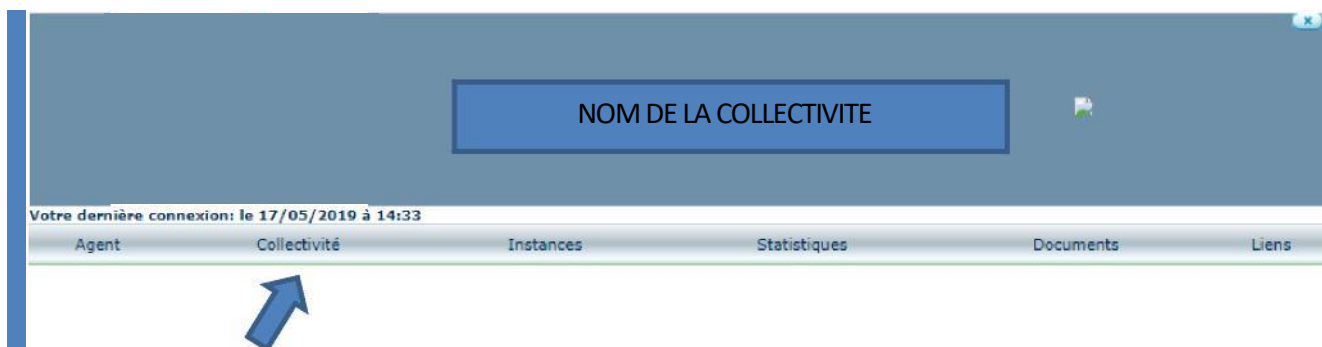 NOM DE LA COLLECTIVITE
Votre dernière connexion: le 17/05/2019 à 14:33
Agent Collectivité Instances Statistiques Documents Liens